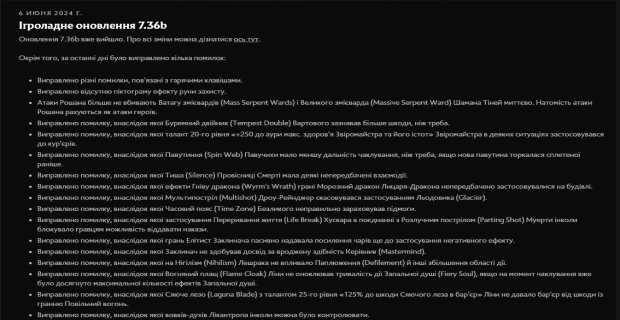 6 ИЮНЯ 2024 Г.
Ігроладне оновлення 7.36b
Оновлення 7.36b вже вийшло. Про всі зміни можна дізнатися ось тут.
Окрім того, за останні дні було виправлено кілька помилок:
• Виправлено різні помилки, пов'язані з гарячими клавішами.
• Виправлено відсутню піктограму ефекту руни захисту.
• Атаки Рошана більше не вбивають Ватагу змієвардів (Mass Serpent Wards) і Великого змієварда (Massive Serpent Ward) Шамана Тіней миттєво. Натомість атаки
Рошана рахуються як атаки героїв.
• Виправлено помилку, внаслідок якої Буремний двійник (Tempest Double) Вартового зазнавав більше шкоди, ніж треба.
• Виправлено помилку, внаслідок якої талант 20-го рівня «+250 до аури макс. здоров'я Звіромайстра та його істот» Звіромайстра в деяких ситуаціях застосовувався
до кур'єрів.
• Виправлено помилку, внаслідок якої Павутиння (Spin Web) Павучихи мало меншу дальність чаклування, ніж треба, якщо нова павутина торкалася сплетеної
раніше.
• Виправлено помилку, внаслідок якої Тиша (Silence) Провісниці Смерті мала деякі непередбачені взаємодії.
• Виправлено помилку, внаслідок якої ефекти Гніву дракона (Wyrm's Wrath) грані Морозний дракон Лицаря-Дракона непередбачено застосовувалися на будівлі.
• Виправлено помилку, внаслідок якої Мультипостріл (Multishot) Дроу-Рейнджер скасовувався застосуванням Льодовика (Glacier).
• Виправлено помилку, внаслідок якої Часовий пояс (Time Zone) Безликого неправильно зараховував підмоги.
• Виправлено помилку, внаслідок якої застосування Переривання життя (Life Break) Хускара в поєднанні з Розлучним пострілом (Parting Shot) Муерти інколи
блокувало гравцям можливість віддавати накази.
• Виправлено помилку, внаслідок якої грань Елітист Заклинача пасивно надавала посилення чарів ще до застосування негативного ефекту.
• Виправлено помилку, внаслідок якої Заклинач не здобував досвід за вроджену здібність Керівник (Mastermind).
• Виправлено помилку, внаслідок якої на Нігілізм (Nihilism) Лешрака не впливало Паплюження (Defilement) й інші збільшення області дії.
• Виправлено помилку, внаслідок якої Вогняний плащ (Flame Cloak) Ліни не оновлював тривалість дії Запальної душі (Fiery Soul), якщо на момент чаклування вже
було досягнуто максимальної кількості ефектів Запальної душі.
• Виправлено помилку, внаслідок якої Сяюче лезо (Laguna Blade) з талантом 25-го рівня «125% до шкоди Сяючого леза в бар'єр» Ліни не давало бар'єр від шкоди із
гранню Повільний вогонь.
• Виправлено помилку, внаслідок якої вовків-духів Лікантропа інколи можна було контролювати.